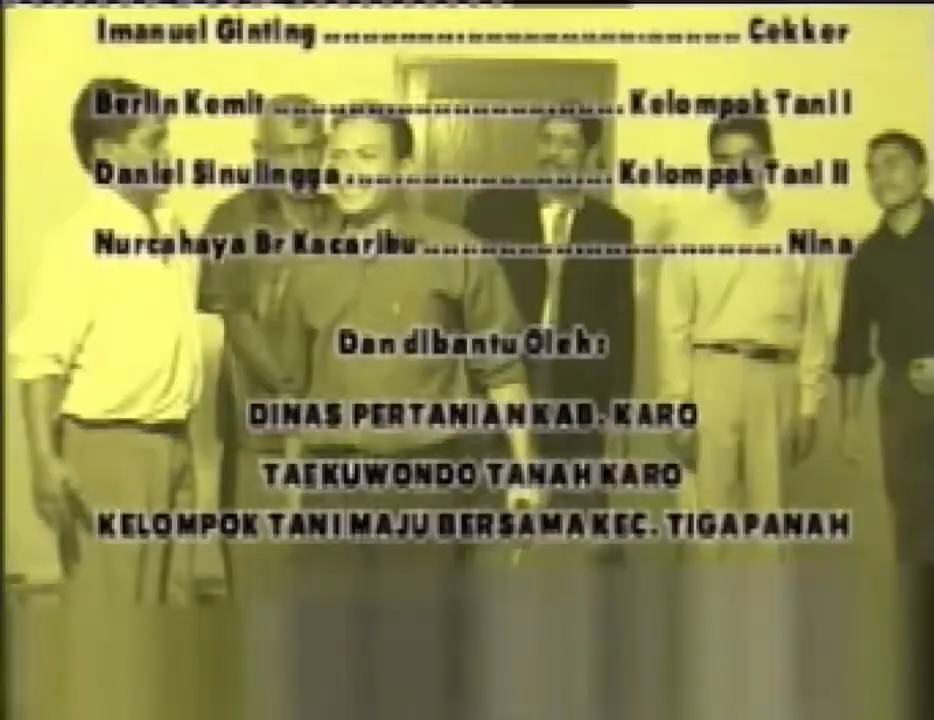 Imanuel Ginting ........................................ Cekker
Berlin Kemit ........................................ Kelompok Tani I
Daniel Sinulingga ........................................ Kelompok Tani II
Nurcahaya Br Kacaribu ........................................ Nina
Dan dibantu Oleh:
DINAS PERTANIAN KAB. KARO
TAEKUWONDO TANAH KARO
KELOMPOK TANI MAJU BERSAMA KEC. TIGAPANAH